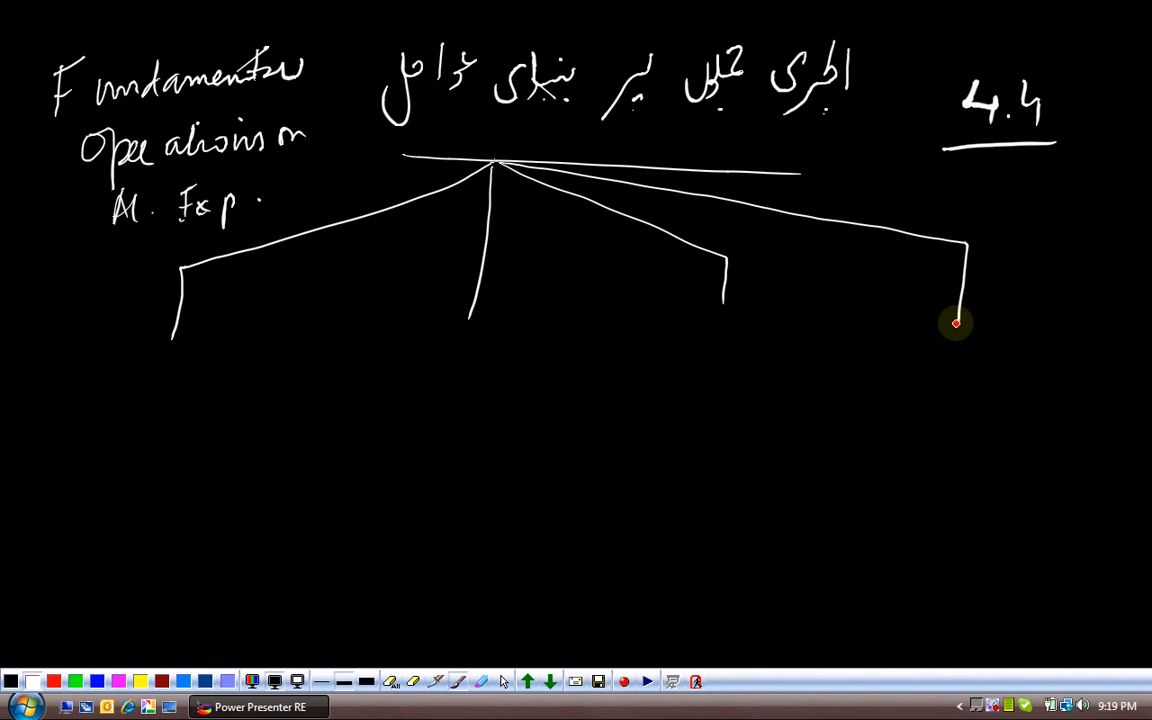 الجبری جملوں پر بنیادی عوامل
4.4
Fundamental
Operations on
Al. Exp.
Power Presenter RE
9:19 PM